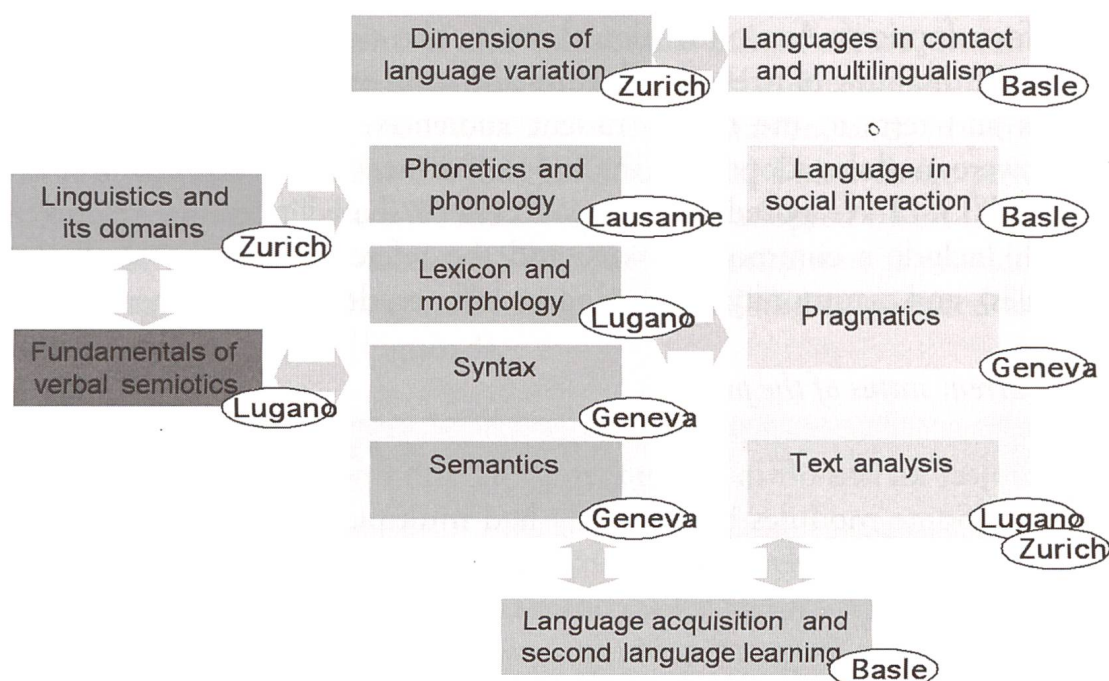 Dimensions of
language variation
Zurich
Languages in contact
and multilingualism
Basle
Linguistics and
its domains
Zurich
Phonetics and
phonology
Lausanne
Language in
social interaction
Basle
Lexicon and
morphology
Lugano
Pragmatics
Geneva
Fundamentals of
verbal semiotics
Lugano
Syntax
Geneva
Semantics
Geneva
Text analysis
Lugano
Zurich
Language acquisition and
second language learning
Basle